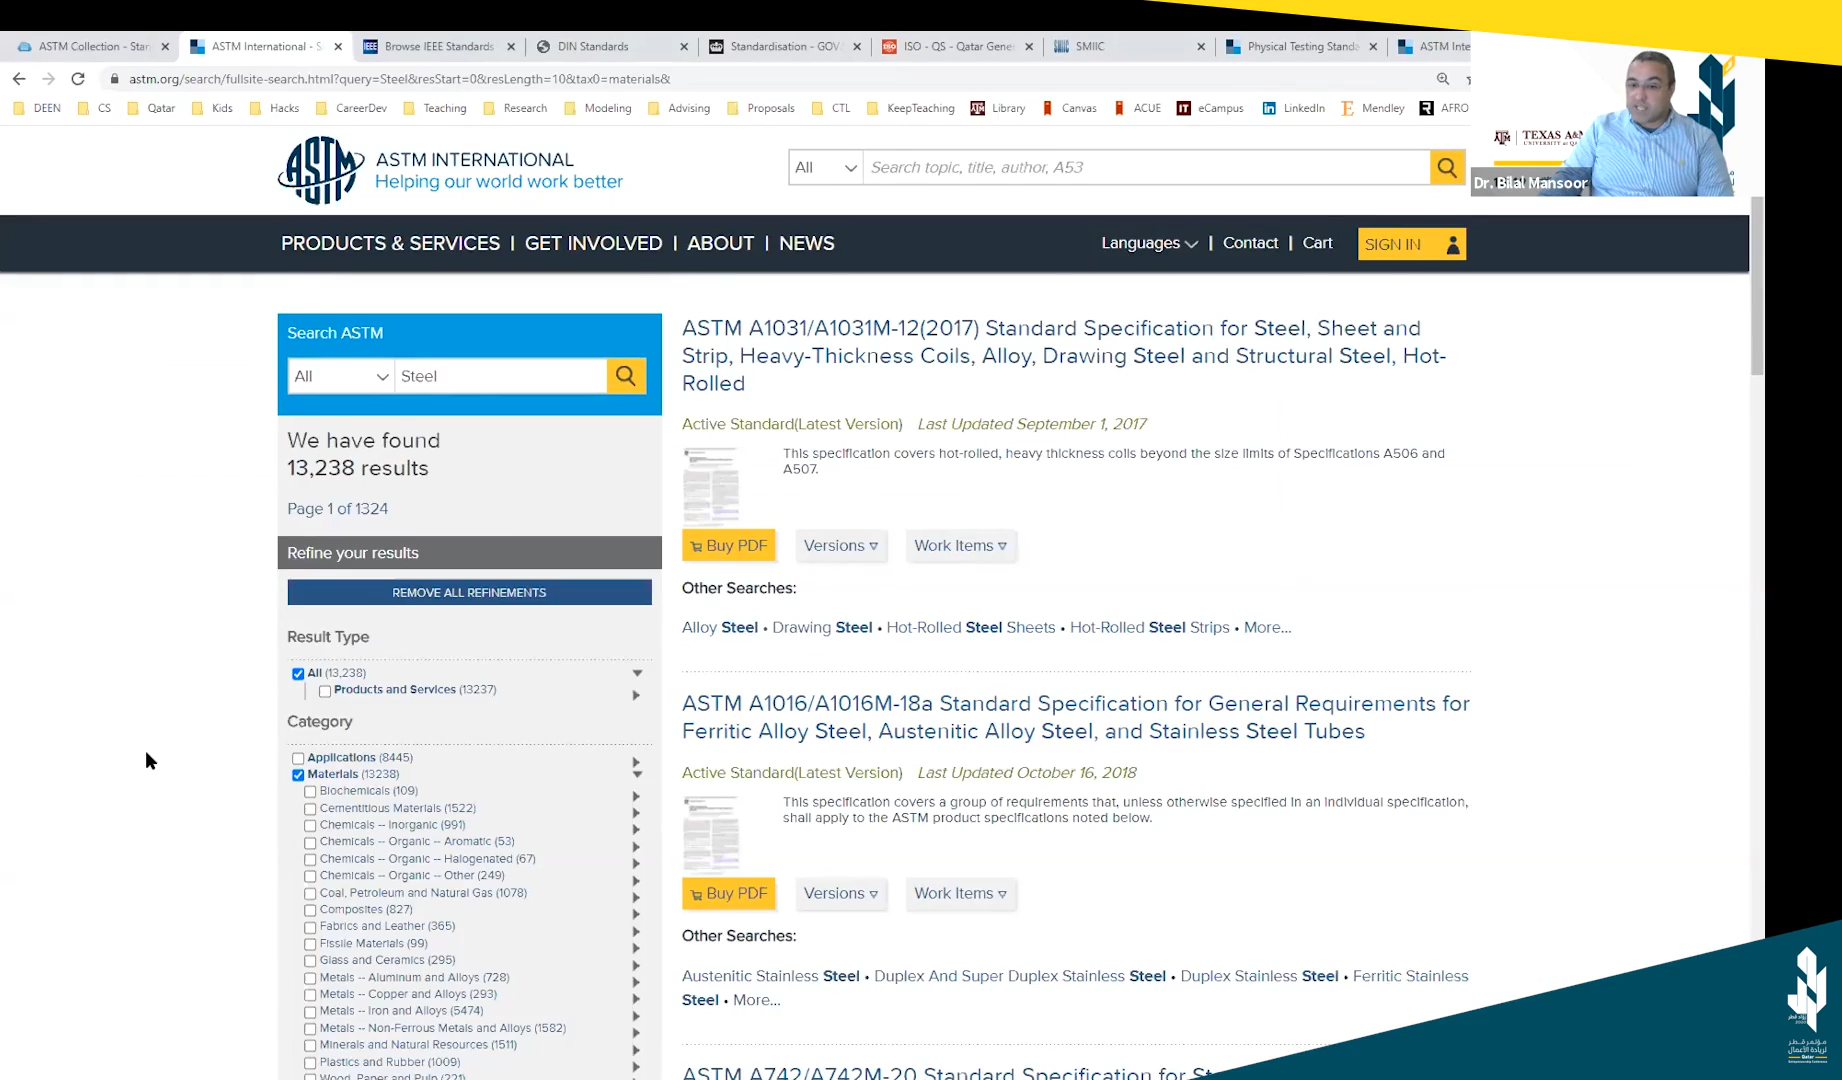 ASTM Collection - Stan
ASTM International - S
Browse IEEE Standards
DIN Standards
Standardisation - GOV.
ISO - QS - Qatar Gene
SMIIC
Physical Testing Standa
ASTM Inte
astm.org/search/fullsite-search.html?query=Steel&resStart=0&resLength=10&tax0=materials&
DEEN
CS
Qatar
Kids
Hacks
CareerDev
Teaching
Research
Modeling
Advising
Proposals
CTL
KeepTeaching
Library
Canvas
ACUE
eCampus
LinkedIn
Mendley
AFRO
TEXAS A&M
Dr. Bilal Mansoor
ASTM INTERNATIONAL
Helping our world work better
All
Search topic, title, author, A53
PRODUCTS & SERVICES | GET INVOLVED | ABOUT | NEWS
Languages | Contact | Cart
SIGN IN
Search ASTM
All
Steel
We have found
13,238 results
Page 1 of 1324
Refine your results
REMOVE ALL REFINEMENTS
Result Type
All (13,238)
Products and Services (13237)
Category
Applications (8445)
Materials (13238)
Biochemicals (109)
Cementitious Materials (1522)
Chemicals -- Inorganic (991)
Chemicals -- Organic -- Aromatic (53)
Chemicals -- Organic -- Halogenated (67)
Chemicals -- Organic -- Other (249)
Coal, Petroleum and Natural Gas (1078)
Composites (827)
Fabrics and Leather (365)
Fissile Materials (99)
Glass and Ceramics (295)
Metals -- Aluminum and Alloys (728)
Metals -- Copper and Alloys (293)
Metals -- Iron and Alloys (5474)
Metals -- Non-Ferrous Metals and Alloys (1582)
Minerals and Natural Resources (1511)
Plastics and Rubber (1009)
Wood, Paper and Pulp (221)
ASTM A1031/A1031M-12(2017) Standard Specification for Steel, Sheet and
Strip, Heavy-Thickness Coils, Alloy, Drawing Steel and Structural Steel, Hot-
Rolled
Active Standard(Latest Version) Last Updated September 1, 2017
This specification covers hot-rolled, heavy thickness coils beyond the size limits of Specifications A506 and
A507.
Buy PDF
Versions
Work Items
Other Searches:
Alloy Steel • Drawing Steel • Hot-Rolled Steel Sheets • Hot-Rolled Steel Strips • More...
ASTM A1016/A1016M-18a Standard Specification for General Requirements for
Ferritic Alloy Steel, Austenitic Alloy Steel, and Stainless Steel Tubes
Active Standard(Latest Version) Last Updated October 16, 2018
This specification covers a group of requirements that, unless otherwise specified in an individual specification,
shall apply to the ASTM product specifications noted below.
Buy PDF
Versions
Work Items
Other Searches:
Austenitic Stainless Steel • Duplex And Super Duplex Stainless Steel • Duplex Stainless Steel • Ferritic Stainless
Steel • More...
ASTM A742/A742M-20 Standard Specification for St
مؤتمر قطر
لريادة الأعمال